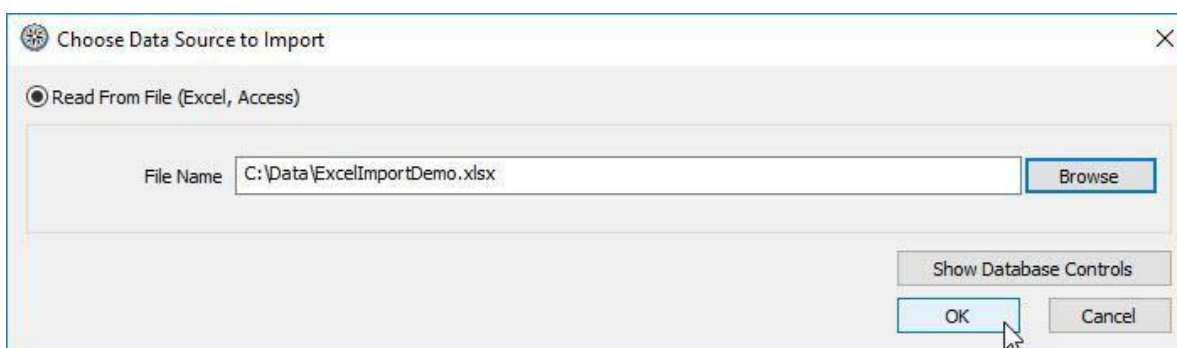 Choose Data Source to Import
Read From File (Excel, Access)
File Name C:\Data\ExcelImportDemo.xlsx Browse
Show Database Controls
OK Cancel